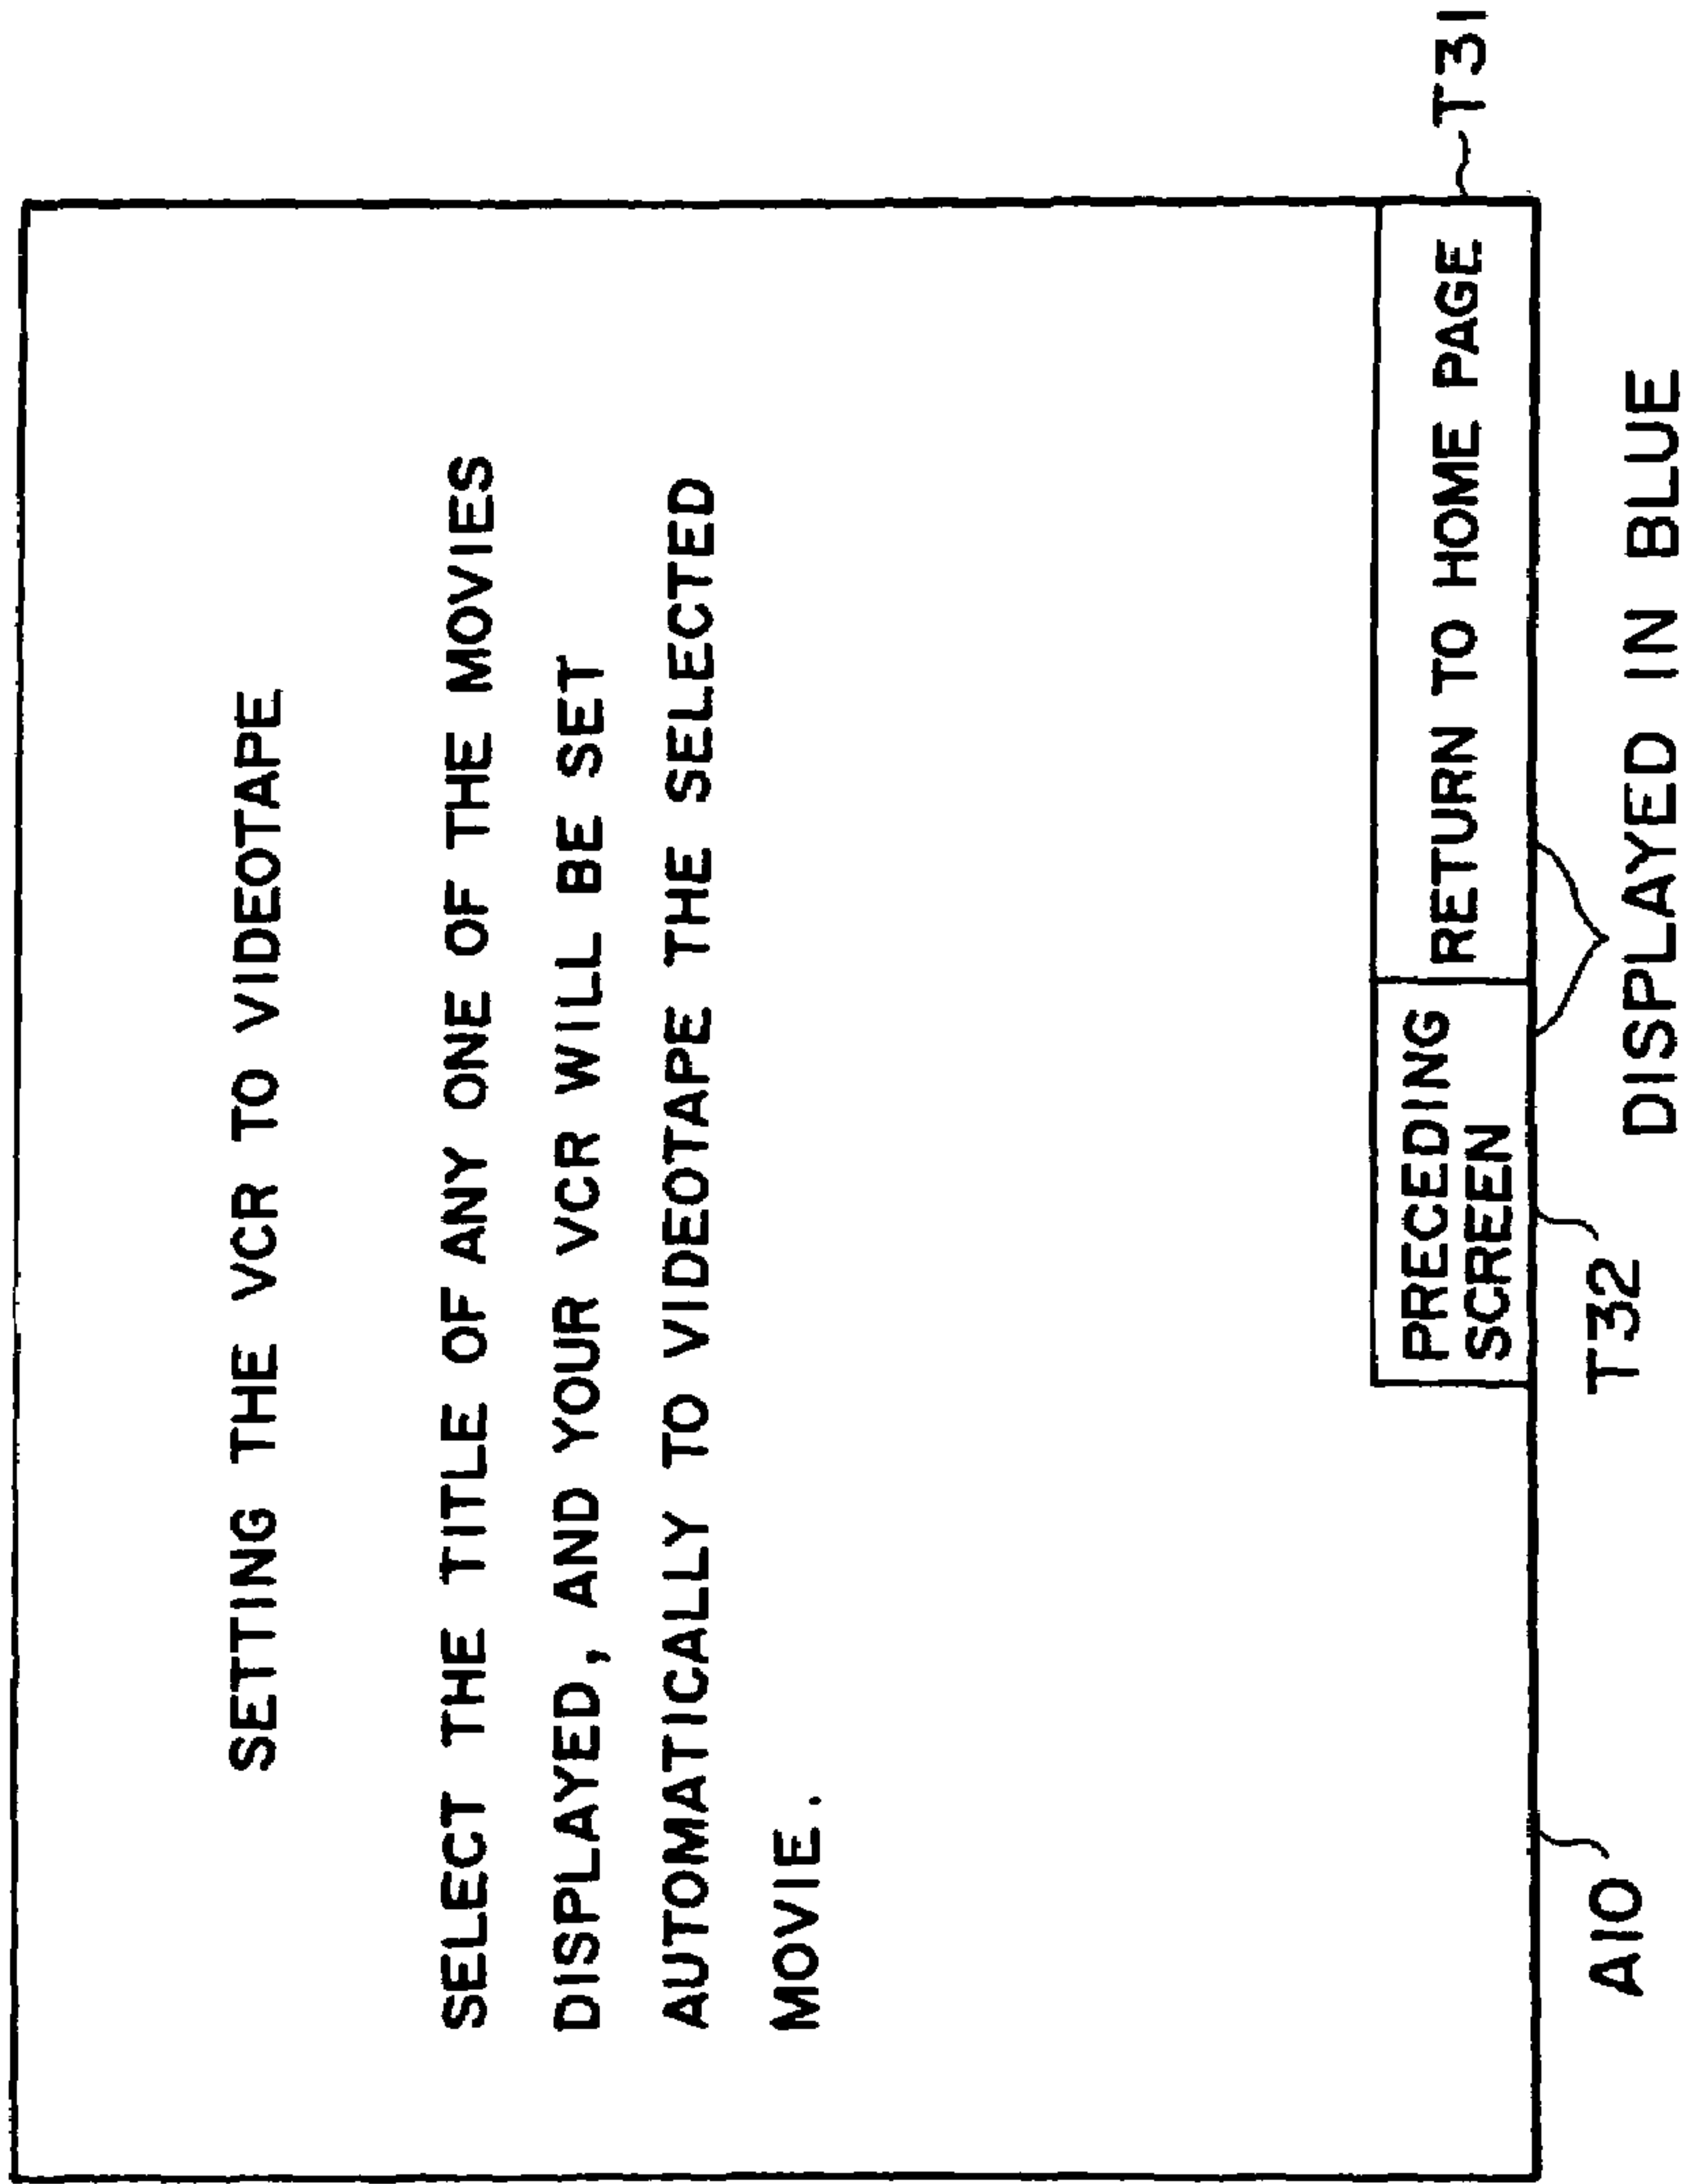 SETTING THE VCR TO VIDEOTAPE
SELECT THE TITLE OF ANY ONE OF THE MOVIES
DISPLAYED, AND YOUR VCR WILL BE SET
AUTOMATICALLY TO VIDEOTAPE THE SELECTED
MOVIE.
PRECEDING
SCREEN
RETURN TO HOME PAGE
T31
A10
T32
DISPLAYED IN BLUE